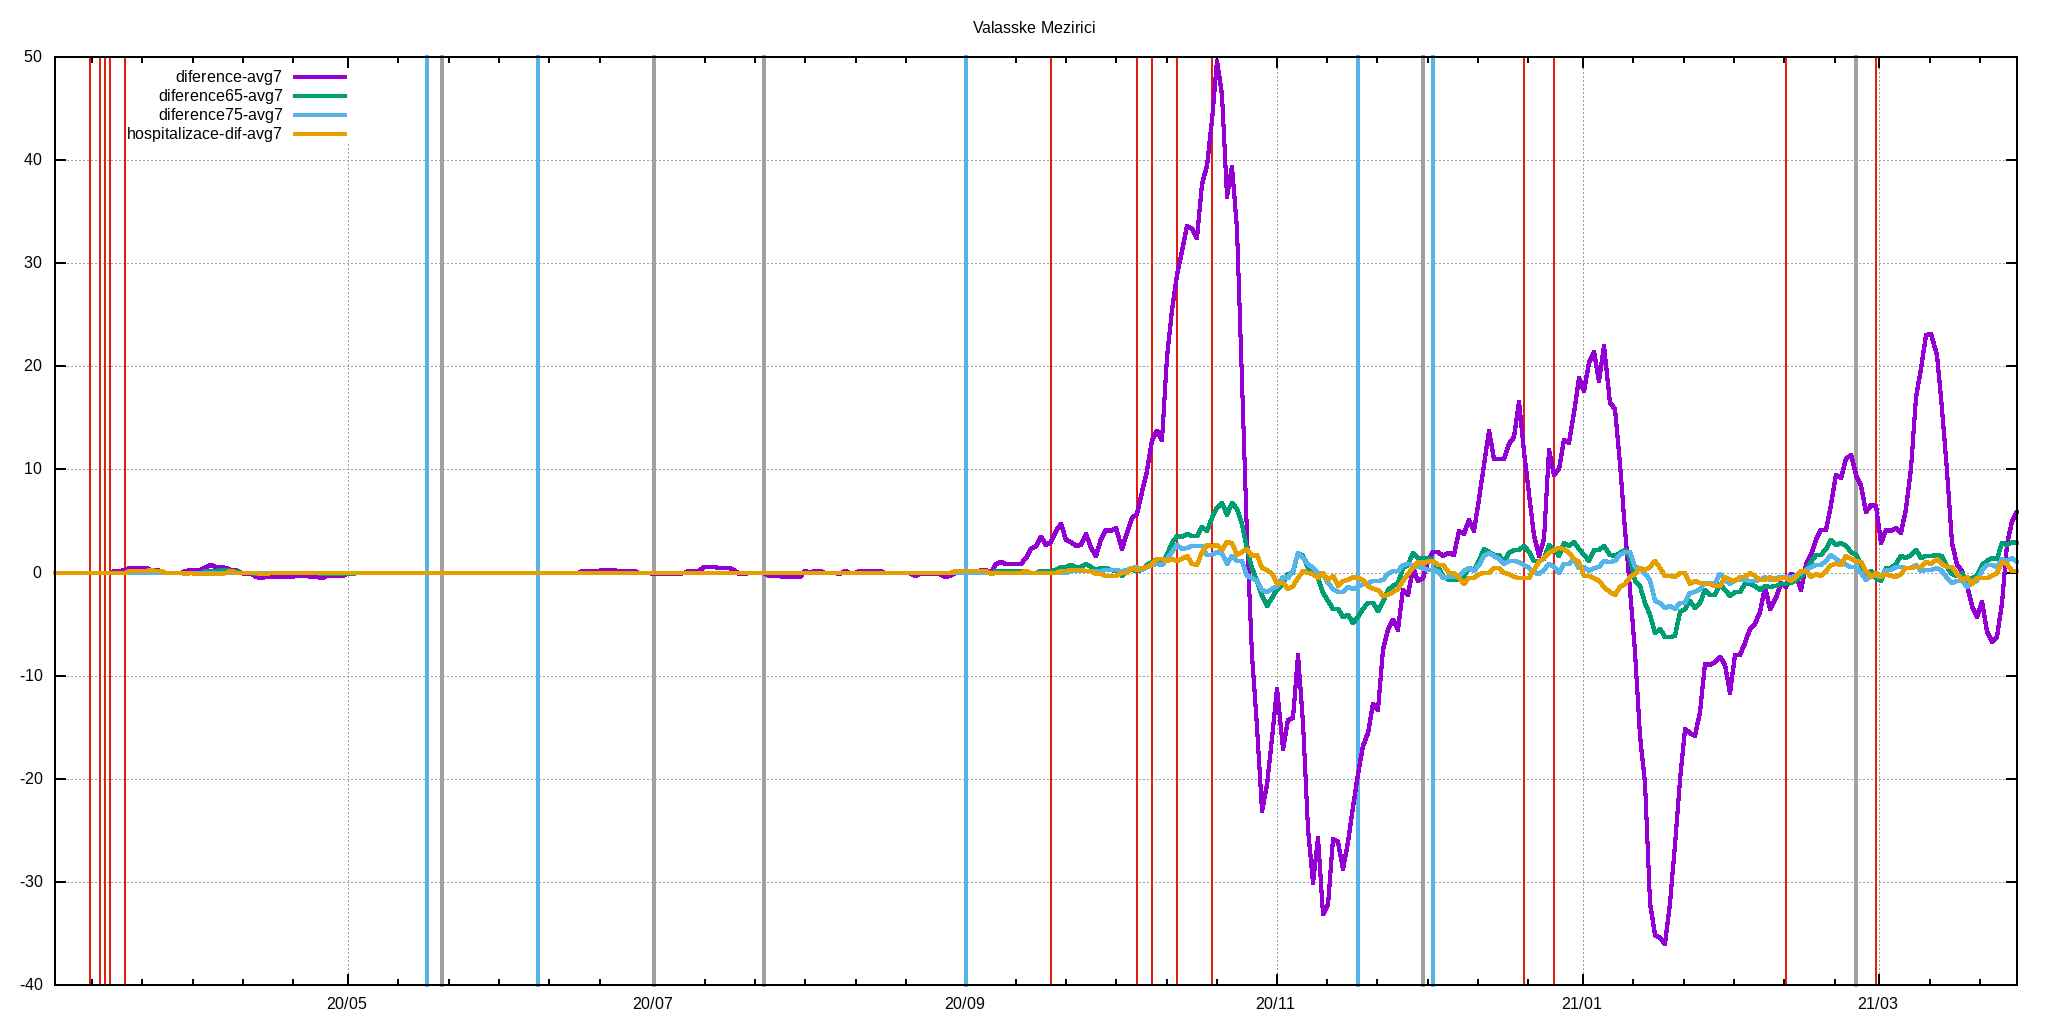 Valasske Mezirici
50
40
30
20
10
0
-10
-20
-30
-40
diference-avg7
diference65-avg7
diference75-avg7
hospitalizace-dif-avg7
20/05 20/07 20/09 20/11 21/01 21/03